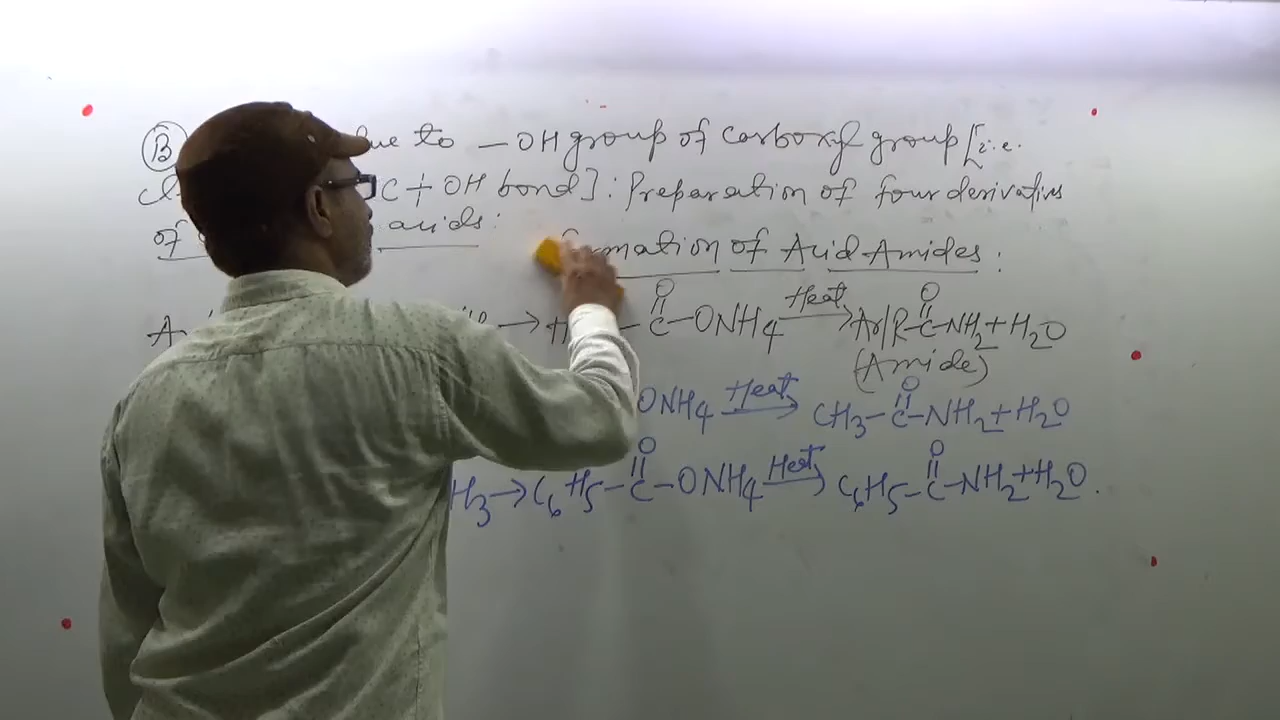 (B) due to - OH group of Carboxyl group [i.e.
C + OH bond]: Preparation of four derivatives
of acids:
formation of Acid Amides:
O O
|| ||
→ - C - ONH4 Heat→ Ar/R - C - NH2 + H2O
(Amide)
O
||
ONH4 Heat→ CH3 - C - NH2 + H2O
O O
|| ||
H3 → C6H5 - C - ONH4 Heat→ C6H5 - C - NH2 + H2O.